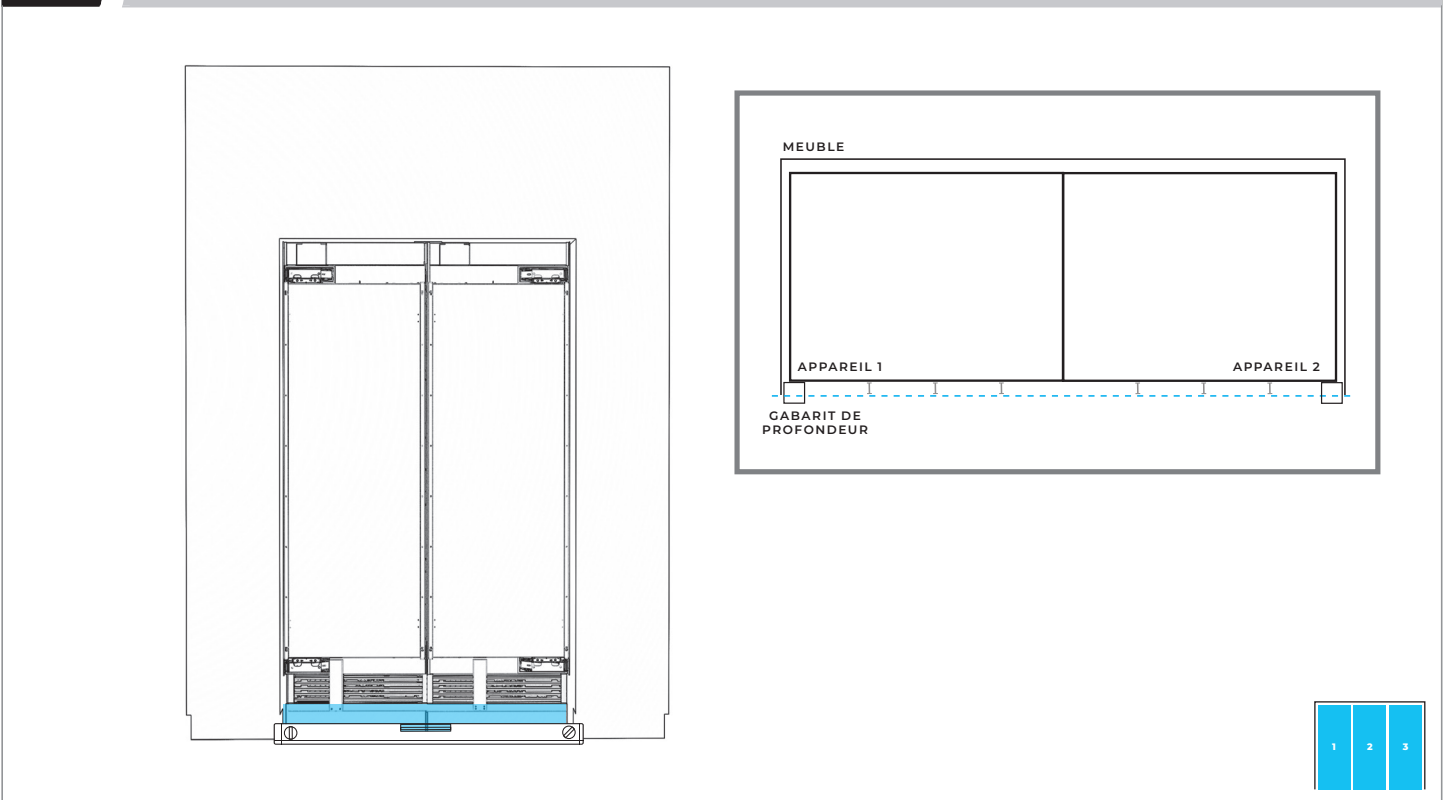 MEUBLE
APPAREIL 1
APPAREIL 2
GABARIT DE
PROFONDEUR
1 2 3